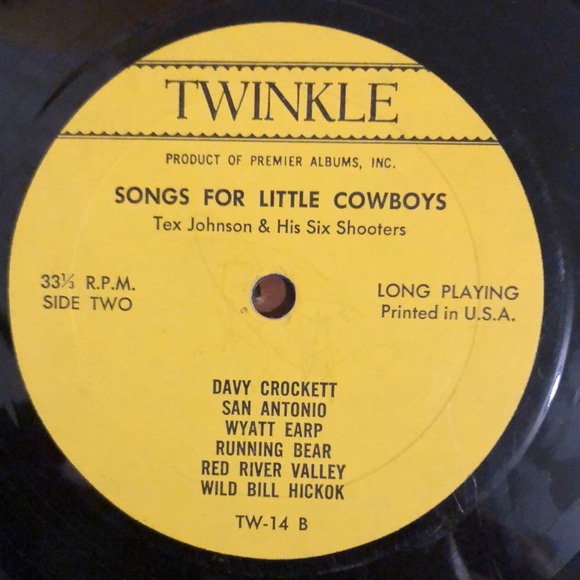 TWINKLE
PRODUCT OF PREMIER ALBUMS, INC.
SONGS FOR LITTLE COWBOYS
Tex Johnson & His Six Shooters
33⅓ R.P.M.
SIDE TWO
LONG PLAYING
Printed in U.S.A.
DAVY CROCKETT
SAN ANTONIO
WYATT EARP
RUNNING BEAR
RED RIVER VALLEY
WILD BILL HICKOK
TW-14 B